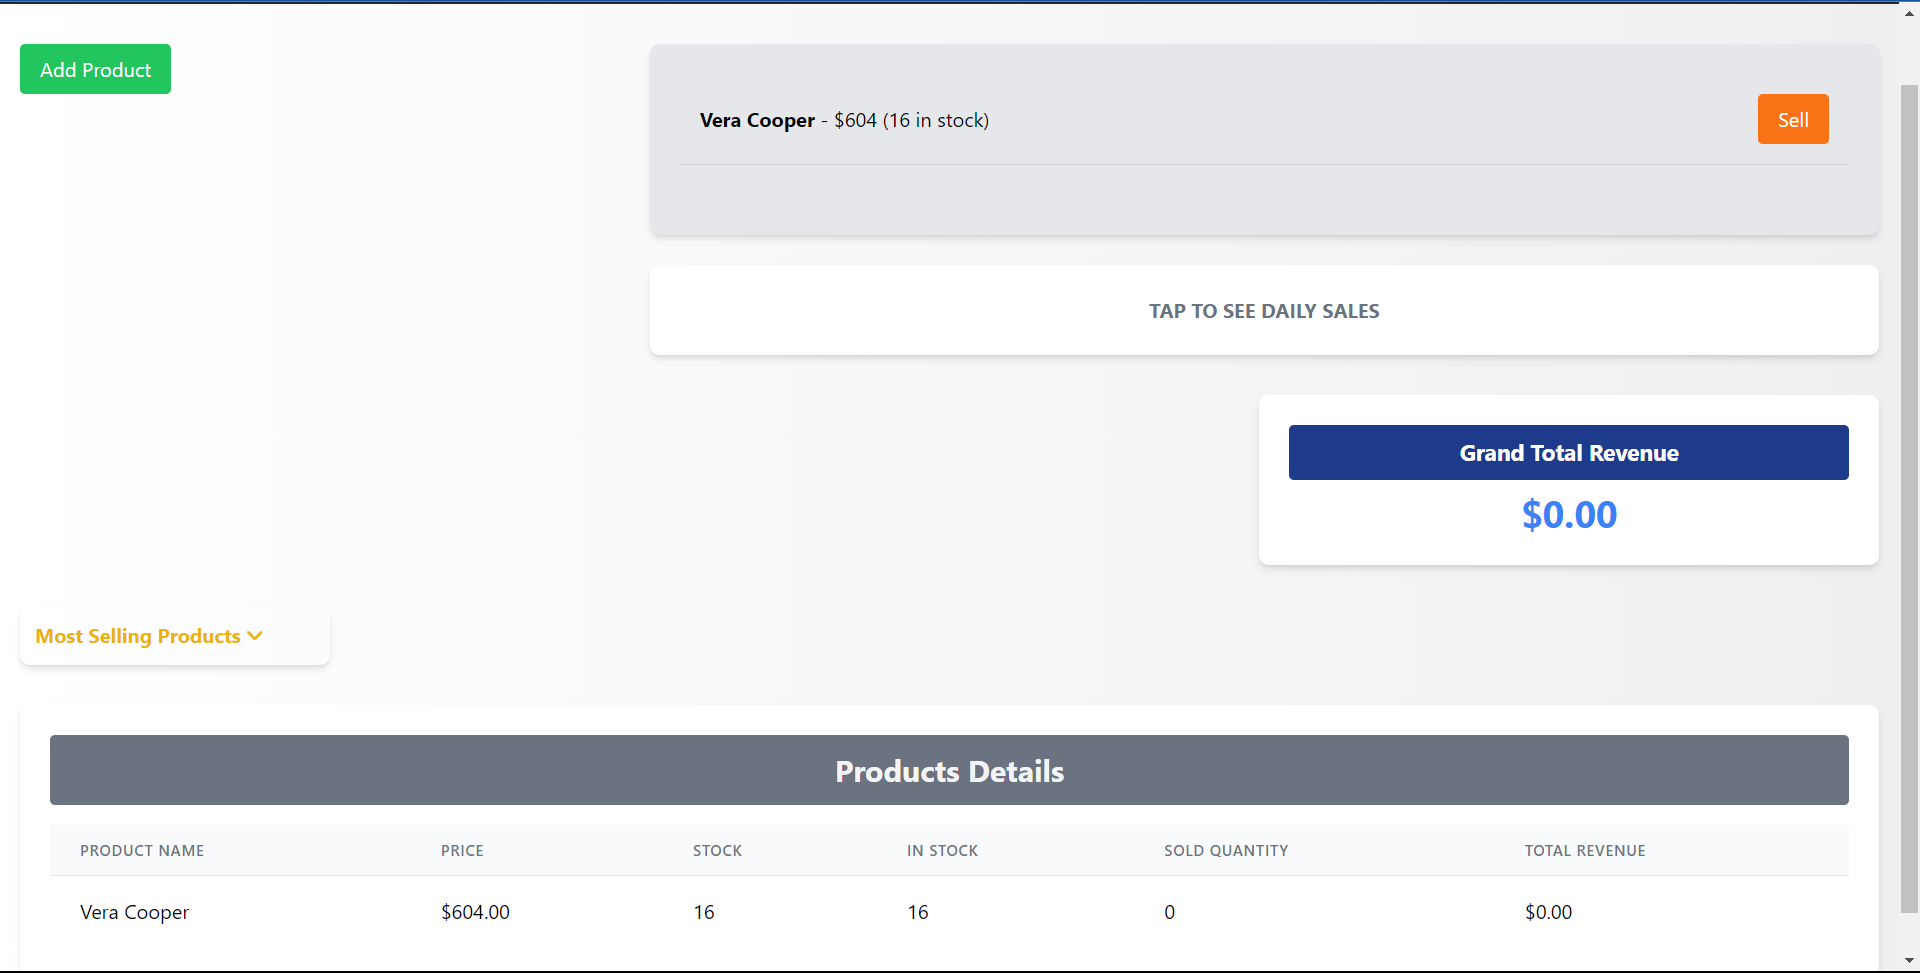 Add Product
Vera Cooper - $604 (16 in stock)
Sell
TAP TO SEE DAILY SALES
Grand Total Revenue
$0.00
Most Selling Products
Products Details
PRODUCT NAME PRICE STOCK IN STOCK SOLD QUANTITY TOTAL REVENUE
Vera Cooper $604.00 16 16 0 $0.00